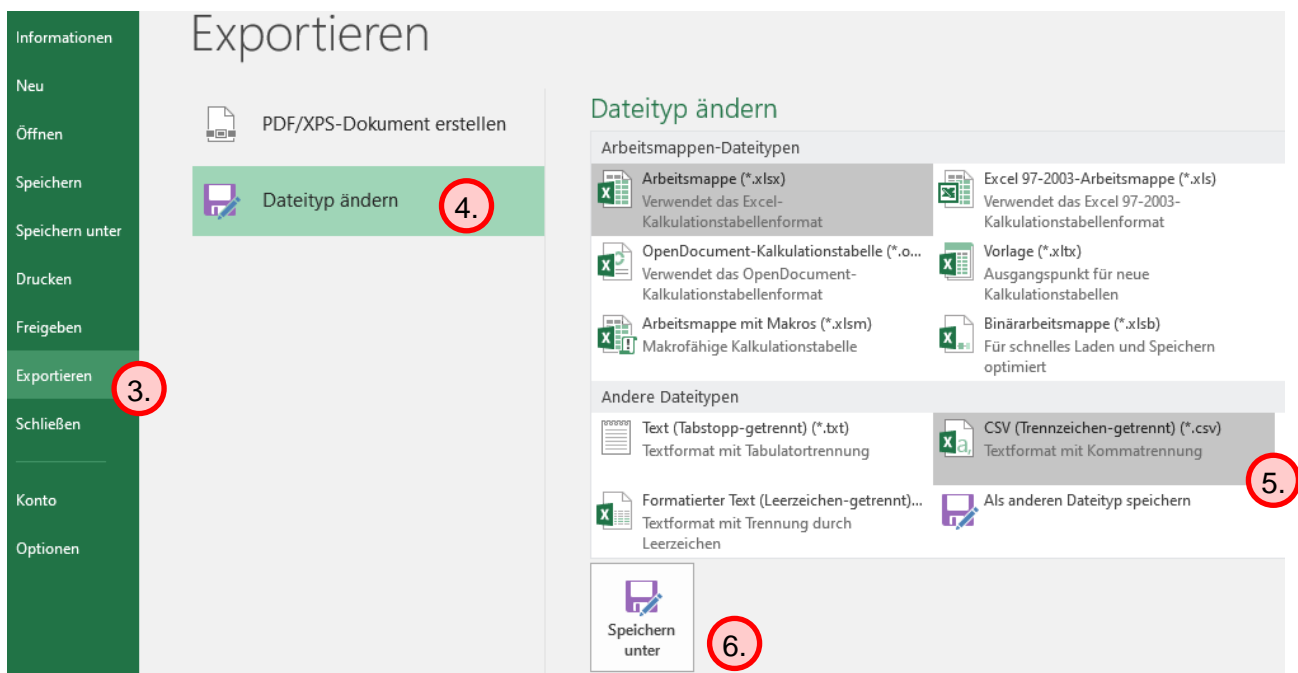 Informationen
Neu
Öffnen
Speichern
Speichern unter
Drucken
Freigeben
Exportieren
3.
Schließen
Konto
Optionen
Exportieren
PDF/XPS-Dokument erstellen
Dateityp ändern
4.
Dateityp ändern
Arbeitsmappen-Dateitypen
Arbeitsmappe (*.xlsx)
Verwendet das Excel-
Kalkulationstabellenformat
Excel 97-2003-Arbeitsmappe (*.xls)
Verwendet das Excel 97-2003-
Kalkulationstabellenformat
OpenDocument-Kalkulationstabelle (*.o...
Verwendet das OpenDocument-
Kalkulationstabellenformat
Vorlage (*.xltx)
Ausgangspunkt für neue
Kalkulationstabellen
Arbeitsmappe mit Makros (*.xlsm)
Makrofähige Kalkulationstabelle
Binärarbeitsmappe (*.xlsb)
Für schnelles Laden und Speichern
optimiert
Andere Dateitypen
Text (Tabstopp-getrennt) (*.txt)
Textformat mit Tabulatortrennung
CSV (Trennzeichen-getrennt) (*.csv)
Textformat mit Kommatrennung
5.
Formatierter Text (Leerzeichen-getrennt)...
Textformat mit Trennung durch
Leerzeichen
Als anderen Dateityp speichern
Speichern
unter
6.